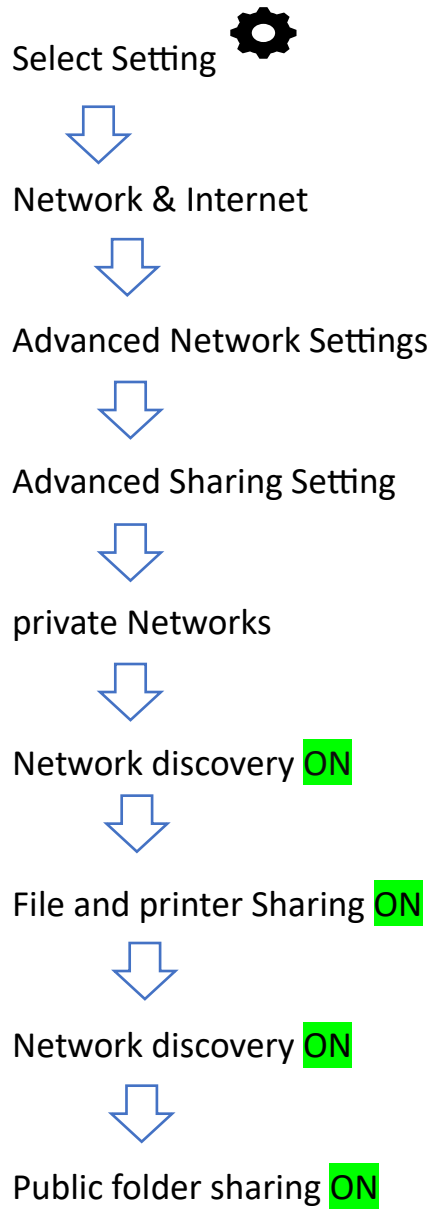 Select Setting
Network & Internet
Advanced Network Settings
Advanced Sharing Setting
private Networks
Network discovery ON
File and printer Sharing ON
Network discovery ON
Public folder sharing ON